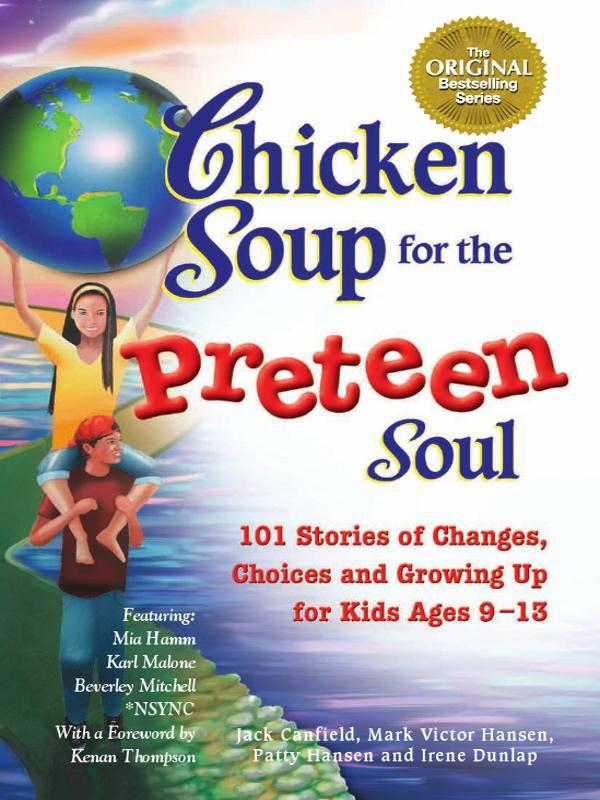 The
ORIGINAL
Bestselling
Series
Chicken
Soup for the
Preteen
Soul
101 Stories of Changes,
Choices and Growing Up
for Kids Ages 9–13
Featuring:
Mia Hamm
Karl Malone
Beverley Mitchell
*NSYNC
With a Foreword by
Kenan Thompson
Jack Canfield, Mark Victor Hansen,
Patty Hansen and Irene Dunlap